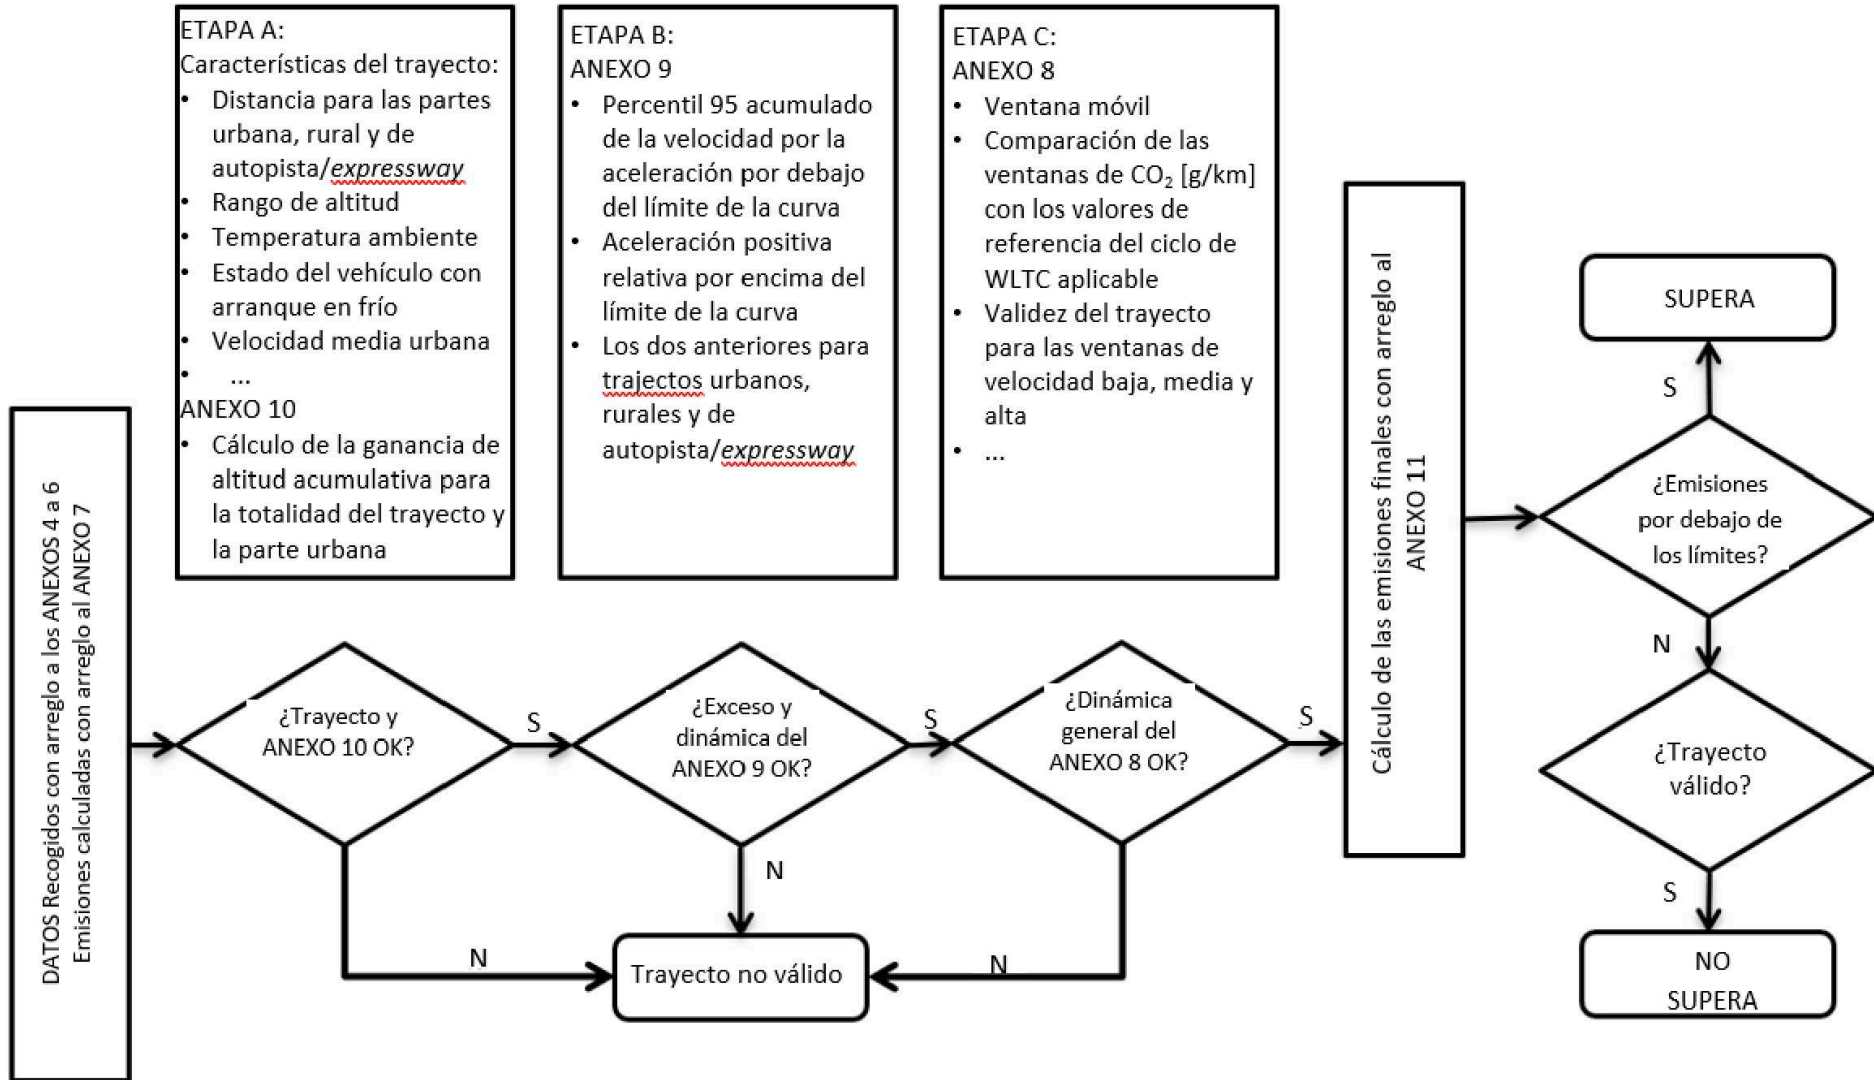 ETAPA A:
Características del trayecto:
• Distancia para las partes
urbana, rural y de
autopista/expressway
• Rango de altitud
• Temperatura ambiente
• Estado del vehículo con
arranque en frío
• Velocidad media urbana
• ...
ANEXO 10
• Cálculo de la ganancia de
altitud acumulativa para
la totalidad del trayecto y
la parte urbana
ETAPA B:
ANEXO 9
• Percentil 95 acumulado
de la velocidad por la
aceleración por debajo
del límite de la curva
• Aceleración positiva
relativa por encima del
límite de la curva
• Los dos anteriores para
trajectos urbanos,
rurales y de
autopista/expressway
ETAPA C:
ANEXO 8
• Ventana móvil
• Comparación de las
ventanas de CO₂ [g/km]
con los valores de
referencia del ciclo de
WLTC aplicable
• Validez del trayecto
para las ventanas de
velocidad baja, media y
alta
• ...
DATOS Recogidos con arreglo a los ANEXOS 4 a 6
Emisiones calculadas con arreglo al ANEXO 7
¿Trayecto y
ANEXO 10 OK?
S
¿Exceso y
dinámica del
ANEXO 9 OK?
S
¿Dinámica
general del
ANEXO 8 OK?
S
N
N
N
Trayecto no válido
Cálculo de las emisiones finales con arreglo al
ANEXO 11
SUPERA
S
¿Emisiones
por debajo de
los límites?
N
¿Trayecto
válido?
S
NO
SUPERA